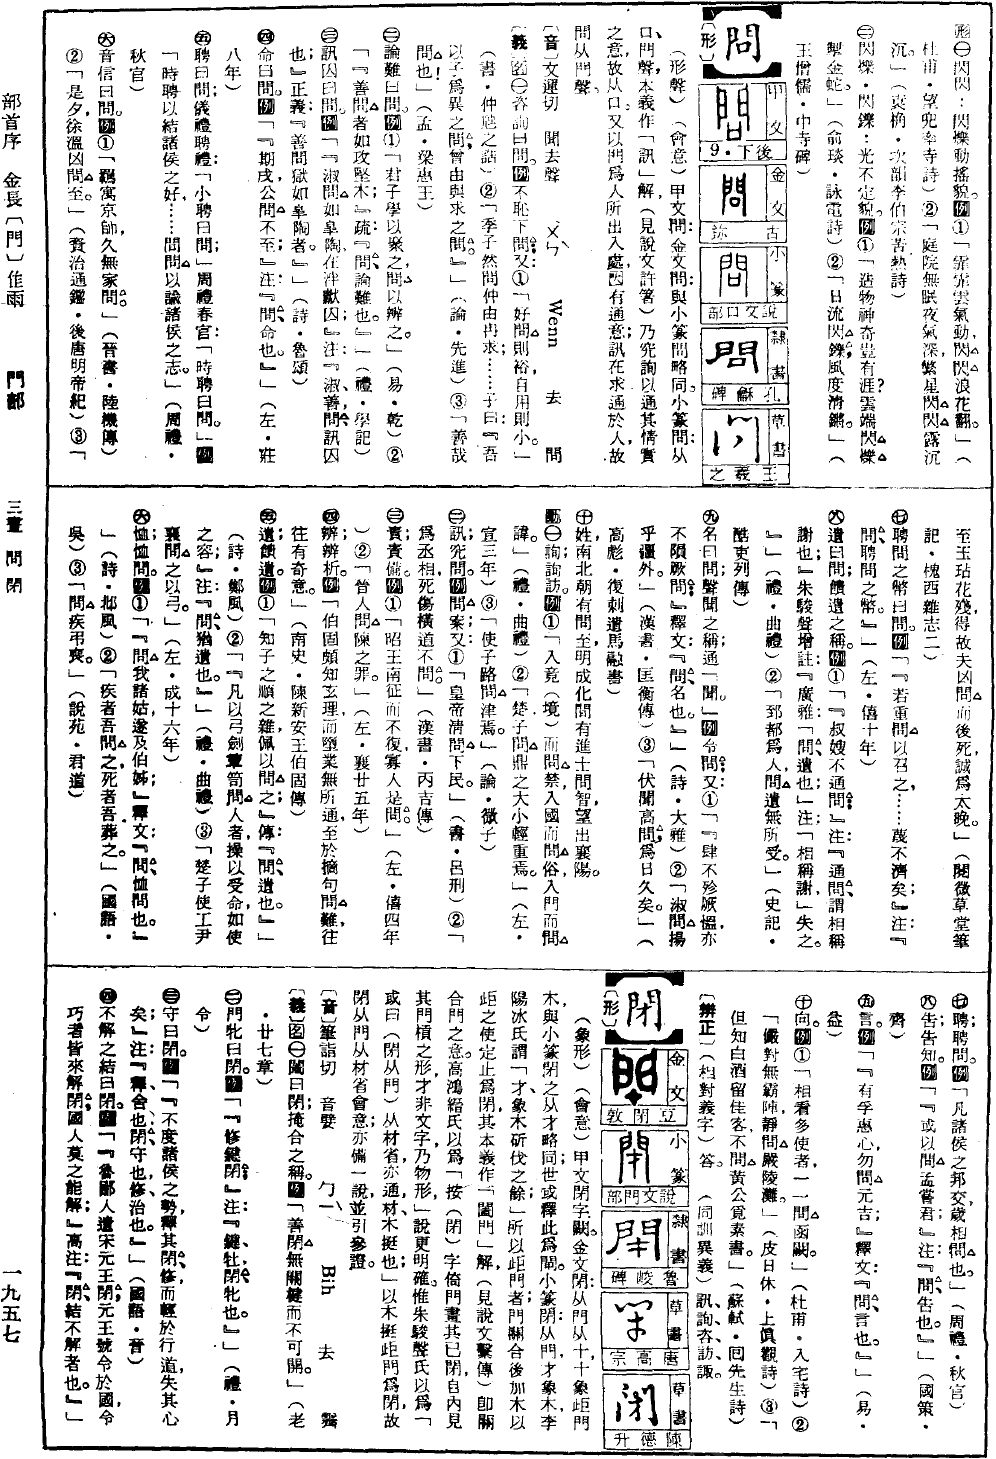 形㊀閃閃：閃爍動搖貌。例①「霏霏雲氣動，閃閃浪花翻。」（
杜甫・望兜率寺詩）②「庭院無眠夜氣深，繁星閃閃露沉
沉。」（袁桷・次韻李伯宗苦熱詩）
㊁閃爍・閃鑠：光不定貌。例①「造物神奇豈有涯？雲端閃爍
掣金蛇。」（俞琰・詠電詩）②「日流閃鑠，風度清鏘。」（
王僧孺・中寺碑）
問
〔形〕
甲文 後下・9
金文 古鉥
小篆 說文口部
隸書 孔龢碑
草書 王羲之
（形聲）（會意）甲文問：金文問：與小篆問略同。小篆問：从
口、門聲，本義作「訊」解（見說文許箸）乃究詢以通其情實
之意，故从口。又以門爲人所出入處，因有通意；訊在求通於人，故
問从門聲。
〔音〕文運切 聞去聲 ㄨㄣˋ Wenn 去 問
〔義〕名㊀咨詢曰問。例不恥下問，又：①「好問則裕，自用則小。」
（書・仲虺之誥）②「季子然問仲由冉求……子曰：『吾
以子爲異之問，曾由與求之問。』」（論・先進）③「善哉
問也！」（孟・梁惠王）
㊁論難曰問。例①「君子學以聚之，問以辨之。」（易・乾）②
「『善問者如攻堅木』疏：『問、論難也。』」（禮・學記）
㊂訊囚曰問。例「『淑問如皋陶，在泮獻囚』注：『淑、善；問、訊囚
也』正義：『善問獄如皋陶者。』」（詩・魯頌）
㊃命曰問。例「『期戌，公問不至』注：『問、命也。』」（左・莊
八年）
㊄聘曰問：儀禮聘禮：「小聘曰問」周禮春官：「時聘曰問。」例
「時聘以結諸侯之好……間問以諭諸侯之志。」（周禮・
秋官）
㊅音信曰問。例①「羈寓京師，久無家問。」（晉書・陸機傳）
②「是夕，徐溫凶問至。」（資治通鑑・後唐明帝紀）③「
至玉玷花殘，得故夫凶問而後死，誠爲太晚。」（閱微草堂筆
記・槐西雜志二）
㊆聘問之幣曰問。例「『若重問以召之，……蔑不濟矣』注：『
問、聘問之幣。』」（左・僖十年）
㊇遺曰問：饋遺之稱。例①「『叔嫂不通問』注：『通問、謂相稱
謝也』朱駿聲增註：『廣雅：「問、遺也」注「相稱謝」失之。
』」（禮・曲禮）②「郅都爲人，問遺無所受。」（史記・
酷吏列傳）
㊈名曰問：聲聞之稱；通「聞」。例令問，又：①「『肆不殄厥慍，亦
不隕厥問』釋文：『問、名也。』」（詩・大雅）②「淑問揚
乎疆外。」（漢書・匡衡傳）③「伏聞高問，爲日久矣。」（
高彪・復刺遺馬融書）
㊉姓：南北朝有問至，明成化間有進士問智；望出襄陽。
動㊀詢：詢訪。例①「入竟（境）而問禁，入國而問俗，入門而問
諱。」（禮・曲禮）②「楚子問鼎之大小輕重焉。」（左・
宣三年）③「使子路問津焉。」（論・微子）
㊁訊：究問。例問案，又：①「皇帝清問下民。」（書・呂刑）②「
爲丞相，死傷橫道不問。」（漢書・丙吉傳）
㊂責：責備。例①「昭王南征而不復，寡人是問。」（左・僖四年
）②「晉人問陳之罪。」（左・襄廿五年）
㊃辨：辨析。例「伯固頗知玄理，而墮業無所通；至於摘句問難，往
往有奇意。」（南史・陳新安王伯固傳）
㊄遺：饋遺。例①「『知子之順之，雜佩以問之』傳：『問、遺也。』」
（詩・鄭風）②「『凡以弓劍苞苴簞笥問人者，操以受命如使
之容』注：『問、猶遺也。』」（禮・曲禮）③「楚子使工尹
襄問之以弓。」（左・成十六年）
㊅恤：恤問。例①「『問我諸姑，遂及伯姊』釋文：『問、恤問也。』
」（詩・邶風）②「疾者吾問之，死者吾葬之。」（國語・
吳）③「問疾弔喪。」（說苑・君道）
㊆聘：聘問。例「凡諸侯之邦交，歲相問也。」（周禮・秋官）
㊇告：告知。例「『或以問孟嘗君』注：『問、告也。』」（國策・
齊）
㊈言。例「『有孚惠心，勿問元吉』釋文：『問、言也。』」（易・
益）
㊉向。例①「相看多使者，一一問函關。」（杜甫・入宅詩）②
「儼對無霸陣，靜問嚴陵灘。」（皮日休・上真觀詩）③「
但知白酒留佳客，不問黃公覓素書。」（蘇軾・回先生詩）
〔辨正〕（相對義字）答。 （同訓異義）訊、詢、咨、訪、諏。
閉
〔形〕
金文 豆閉敦
小篆 說文門部
隸書 魯峻碑
草書 唐高宗
草書 陳德升
（象形）（會意）甲文閉字闕。金文閉：从門，从十，十象距門
木，與小篆閉之从才略同；世或釋此爲閘。小篆閉：从門，才象木，李
陽冰氏謂「才、象木斫伐之餘」所以距門者；門關合後加木以
距之使定止爲閉，其本義作「闔門」解（見說文繫傳）即關
合門之意。高鴻縉氏以爲「按（閉）字倚門畫其已閉，自內見
其門槓之形，才非文字，乃物形」說更明確。惟朱駿聲氏以爲「
或曰（閉从門）从材省，亦通，材、木挺也」以木挺距門爲閉，故
閉从門从材省會意，亦備一說，並引參證。
〔音〕筆詣切 音嬖 ㄅㄧˋ Bih 去 霽
〔義〕名㊀闔曰閉：掩合之稱。例「善閉，無關鍵而不可開。」（老
・廿七章）
㊁門牝曰閉。例「『修鍵閉』注：『鍵、牡，閉、牝也。』」（禮・月
令）
㊂守曰閉。例「『不度諸侯之勢，釋其閉修，而輕於行道，失其心
矣』注：『釋、舍也；閉、守也；修、治也。』」（國語・晉）
㊃不解之結曰閉。例「『魯鄙人遺宋元王閉，元王號令於國，令
巧者皆來解閉，國人莫之能解』高注：『閉、結不解者也。』」
部首序 金長〔門〕隹雨 門部 三畫 問閉 一九五七